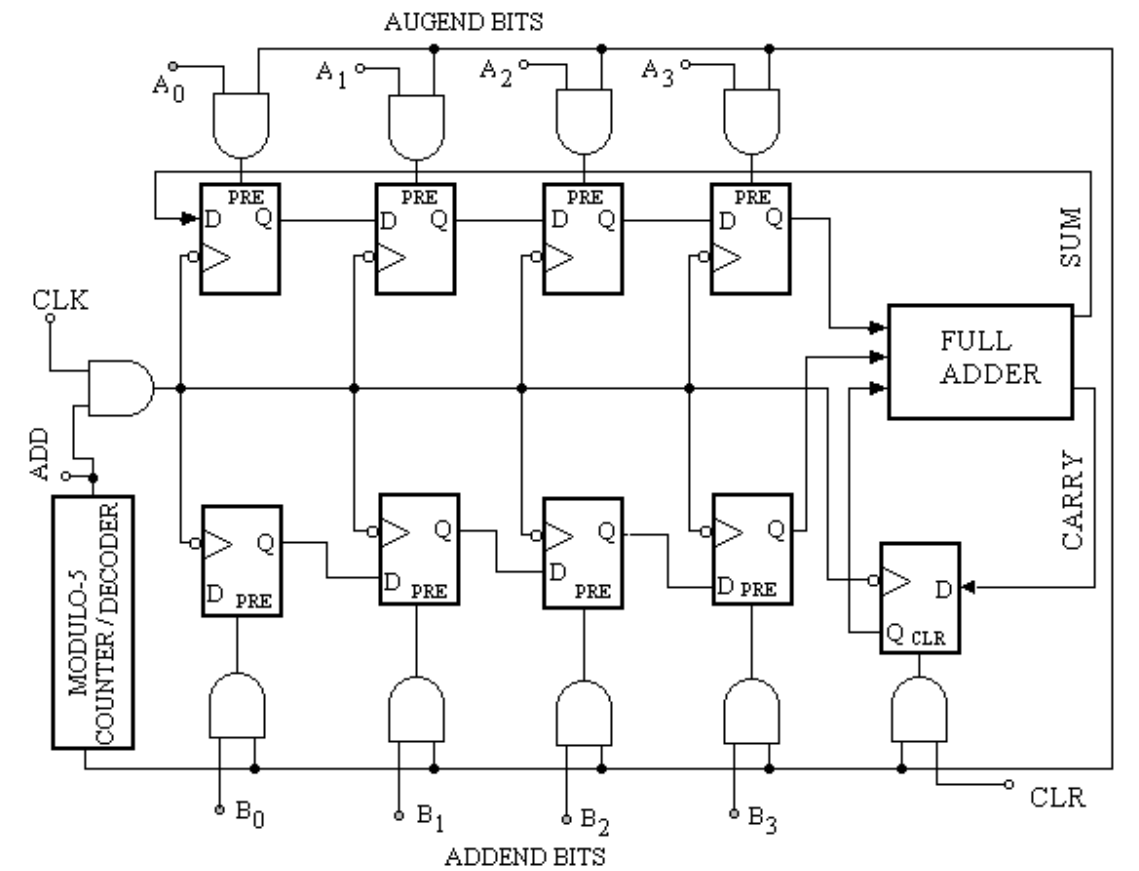 AUGEND BITS
A0
A1
A2
A3
PRE
D Q
PRE
D Q
PRE
D Q
PRE
D Q
SUM
CLK
FULL
ADDER
ADD
CARRY
MODULO-5
COUNTER/DECODER
Q
D PRE
Q
D PRE
Q
D PRE
Q
D PRE
D
Q CLR
B0
B1
B2
B3
CLR
ADDEND BITS